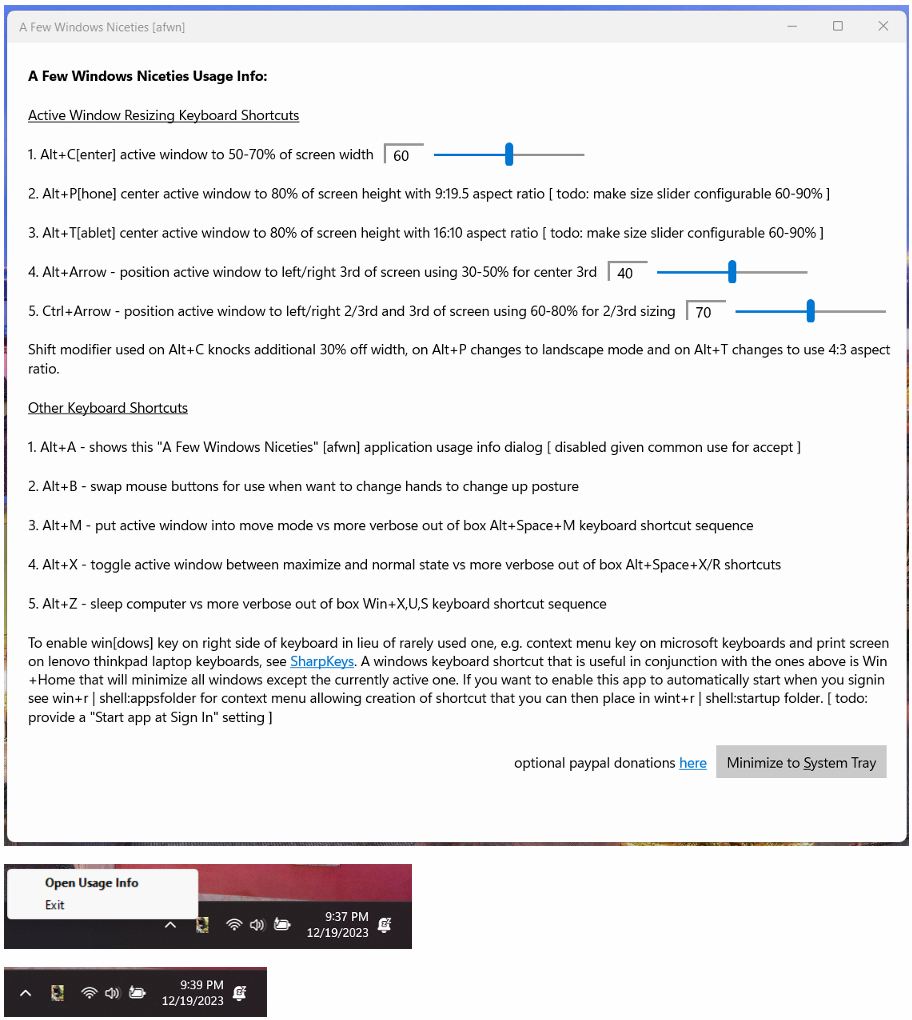 A Few Windows Niceties [afwn]
A Few Windows Niceties Usage Info:
Active Window Resizing Keyboard Shortcuts
1. Alt+C[enter] active window to 50-70% of screen width 60
2. Alt+P[hone] center active window to 80% of screen height with 9:19.5 aspect ratio [ todo: make size slider configurable 60-90% ]
3. Alt+T[ablet] center active window to 80% of screen height with 16:10 aspect ratio [ todo: make size slider configurable 60-90% ]
4. Alt+Arrow - position active window to left/right 3rd of screen using 30-50% for center 3rd 40
5. Ctrl+Arrow - position active window to left/right 2/3rd and 3rd of screen using 60-80% for 2/3rd sizing 70
Shift modifier used on Alt+C knocks additional 30% off width, on Alt+P changes to landscape mode and on Alt+T changes to use 4:3 aspect
ratio.
Other Keyboard Shortcuts
1. Alt+A - shows this "A Few Windows Niceties" [afwn] application usage info dialog [ disabled given common use for accept ]
2. Alt+B - swap mouse buttons for use when want to change hands to change up posture
3. Alt+M - put active window into move mode vs more verbose out of box Alt+Space+M keyboard shortcut sequence
4. Alt+X - toggle active window between maximize and normal state vs more verbose out of box Alt+Space+X/R shortcuts
5. Alt+Z - sleep computer vs more verbose out of box Win+X,U,S keyboard shortcut sequence
To enable win[dows] key on right side of keyboard in lieu of rarely used one, e.g. context menu key on microsoft keyboards and print screen
on lenovo thinkpad laptop keyboards, see SharpKeys. A windows keyboard shortcut that is useful in conjunction with the ones above is Win
+Home that will minimize all windows except the currently active one. If you want to enable this app to automatically start when you signin
see win+r | shell:appsfolder for context menu allowing creation of shortcut that you can then place in wint+r | shell:startup folder. [ todo:
provide a "Start app at Sign In" setting ]
optional paypal donations here Minimize to System Tray
Open Usage Info
Exit
9:37 PM
12/19/2023
9:39 PM
12/19/2023